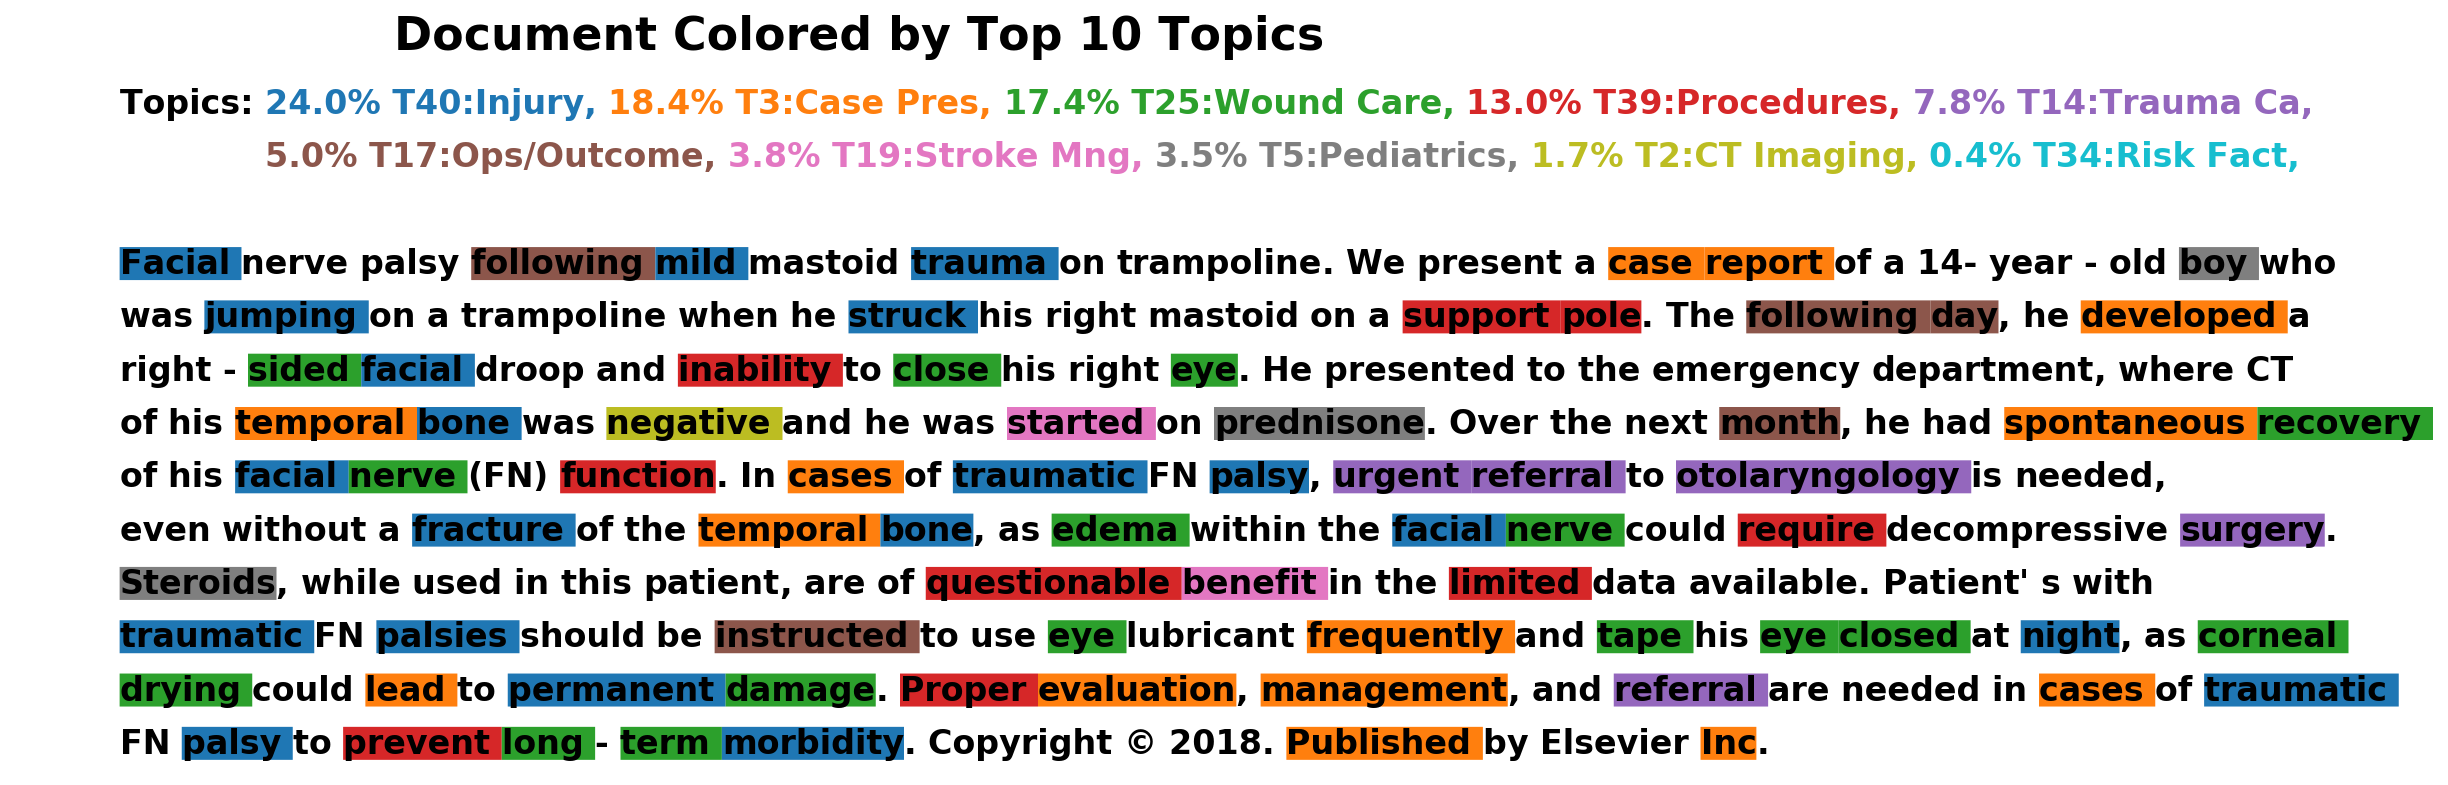 Document Colored by Top 10 Topics
Topics: 24.0% T40:Injury, 18.4% T3:Case Pres, 17.4% T25:Wound Care, 13.0% T39:Procedures, 7.8% T14:Trauma Ca,
5.0% T17:Ops/Outcome, 3.8% T19:Stroke Mng, 3.5% T5:Pediatrics, 1.7% T2:CT Imaging, 0.4% T34:Risk Fact,
Facial nerve palsy following mild mastoid trauma on trampoline. We present a case report of a 14- year - old boy who
was jumping on a trampoline when he struck his right mastoid on a support pole. The following day, he developed a
right - sided facial droop and inability to close his right eye. He presented to the emergency department, where CT
of his temporal bone was negative and he was started on prednisone. Over the next month, he had spontaneous recovery
of his facial nerve (FN) function. In cases of traumatic FN palsy, urgent referral to otolaryngology is needed,
even without a fracture of the temporal bone, as edema within the facial nerve could require decompressive surgery.
Steroids, while used in this patient, are of questionable benefit in the limited data available. Patient' s with
traumatic FN palsies should be instructed to use eye lubricant frequently and tape his eye closed at night, as corneal
drying could lead to permanent damage. Proper evaluation, management, and referral are needed in cases of traumatic
FN palsy to prevent long - term morbidity. Copyright © 2018. Published by Elsevier Inc.